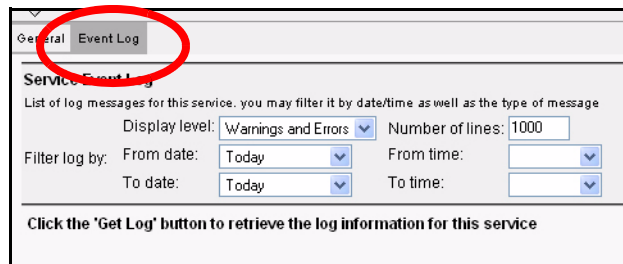 General Event Log
Service Event Log
List of log messages for this service. you may filter it by date/time as well as the type of message
Display level: Warnings and Errors Number of lines: 1000
Filter log by: From date: Today From time:
To date: Today To time:
Click the 'Get Log' button to retrieve the log information for this service